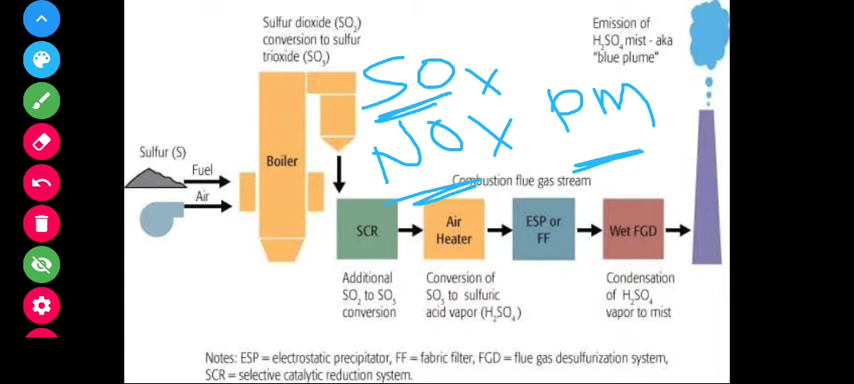 Sulfur dioxide (SO₂)
conversion to sulfur
trioxide (SO₃)
Emission of
H₂SO₄ mist - aka
"blue plume"
SOX
NOX
PM
Sulfur (S)
Fuel
Air
Boiler
Combustion flue gas stream
SCR
Air
Heater
ESP or
FF
Wet FGD
Additional
SO₂ to SO₃
conversion
Conversion of
SO₃ to sulfuric
acid vapor (H₂SO₄)
Condensation
of H₂SO₄
vapor to mist
Notes: ESP = electrostatic precipitator, FF = fabric filter, FGD = flue gas desulfurization system,
SCR = selective catalytic reduction system.